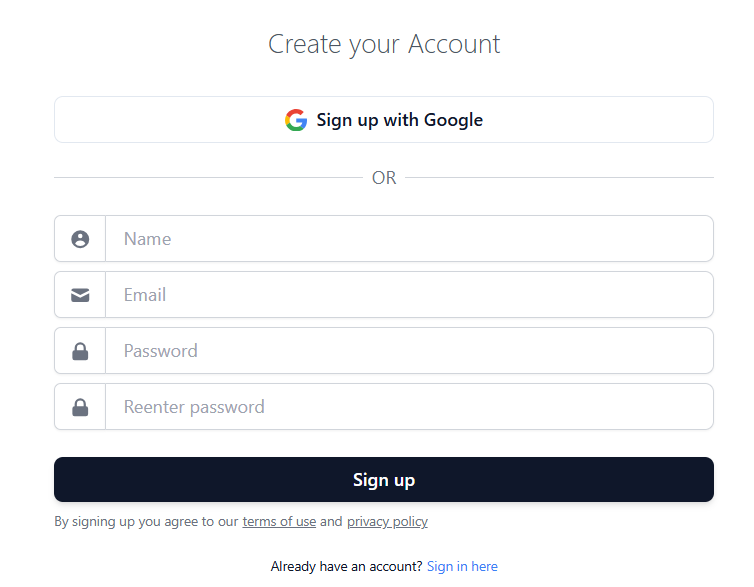 Create your Account
Sign up with Google
OR
Name
Email
Password
Reenter password
Sign up
By signing up you agree to our terms of use and privacy policy
Already have an account? Sign in here